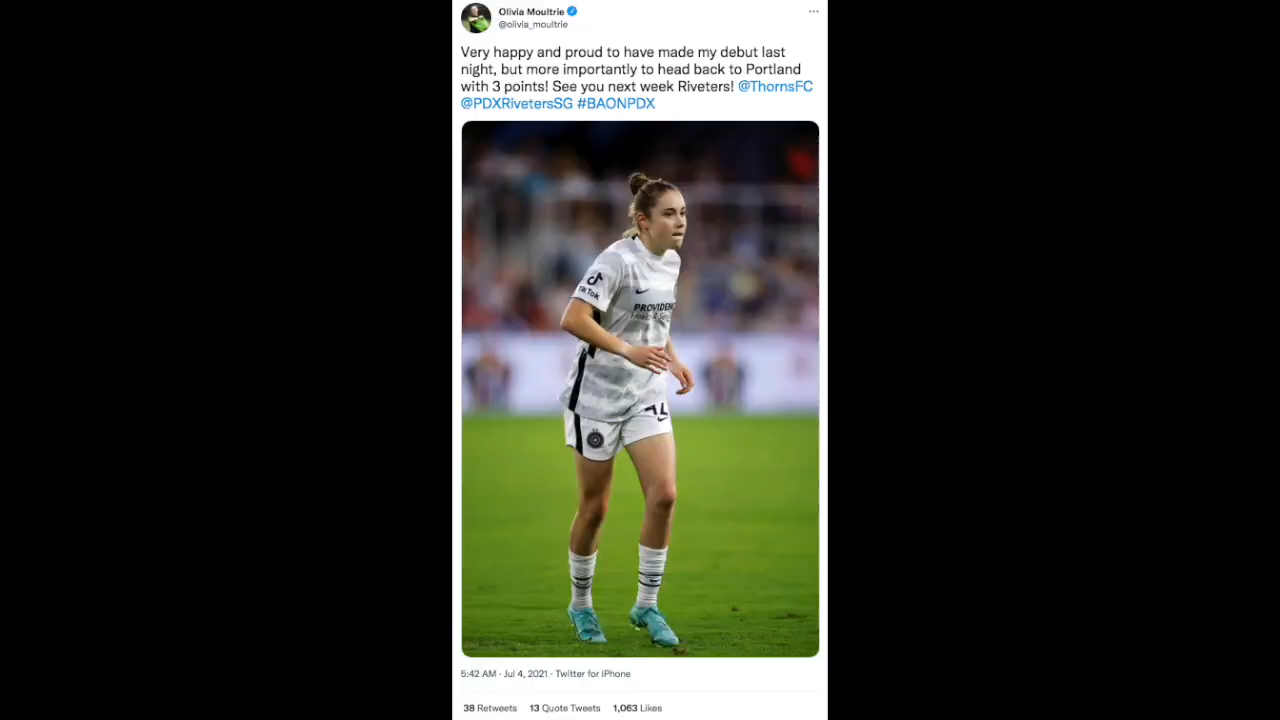 Olivia Moultrie
@olivia_moultrie
Very happy and proud to have made my debut last
night, but more importantly to head back to Portland
with 3 points! See you next week Riveters! @ThornsFC
@PDXRivetersSG #BAONPDX
TikTok
PROVIDEN
5:42 AM · Jul 4, 2021 · Twitter for iPhone
38 Retweets 13 Quote Tweets 1,063 Likes